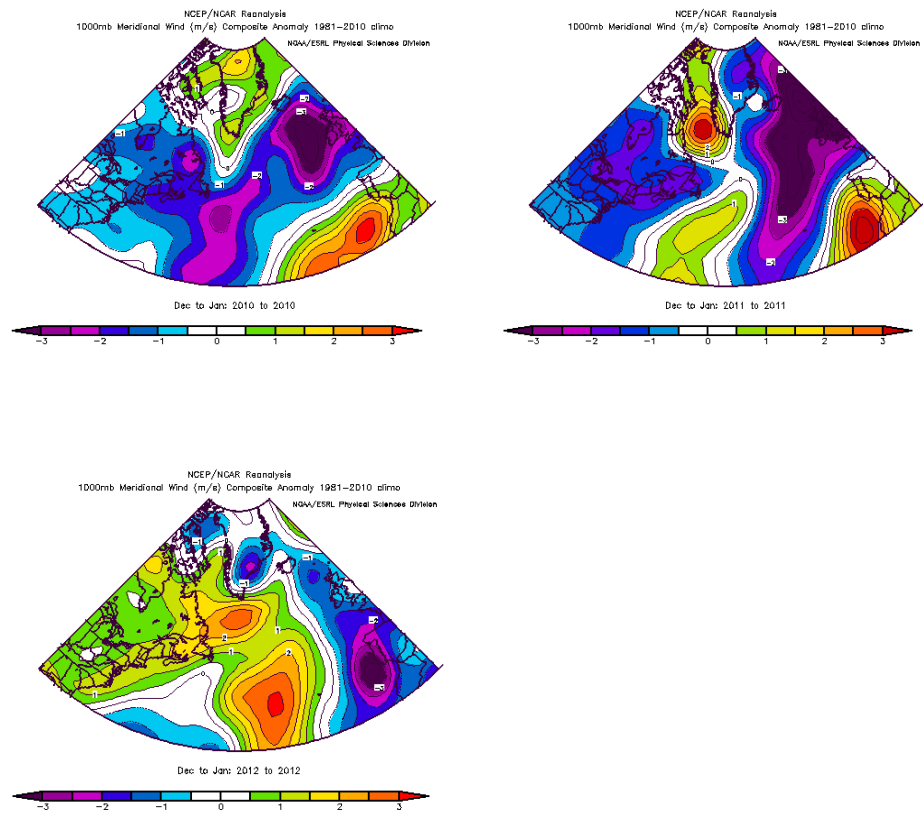 NCEP/NCAR Reanalysis
1000mb Meridional Wind (m/s) Composite Anomaly 1981-2010 climo
NOAA/ESRL Physical Sciences Division
Dec to Jan: 2010 to 2010
-3 -2 -1 0 1 2 3
NCEP/NCAR Reanalysis
1000mb Meridional Wind (m/s) Composite Anomaly 1981-2010 climo
NOAA/ESRL Physical Sciences Division
Dec to Jan: 2011 to 2011
-3 -2 -1 0 1 2 3
NCEP/NCAR Reanalysis
1000mb Meridional Wind (m/s) Composite Anomaly 1981-2010 climo
NOAA/ESRL Physical Sciences Division
Dec to Jan: 2012 to 2012
-3 -2 -1 0 1 2 3